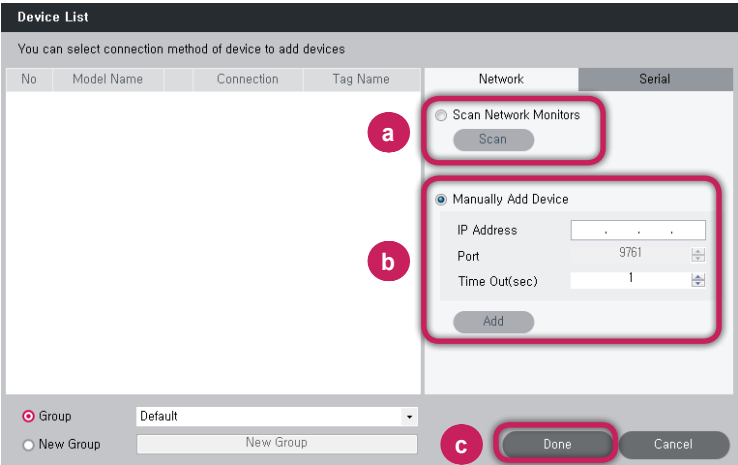 Device List
You can select connection method of device to add devices
No Model Name Connection Tag Name
Network Serial
a
Scan Network Monitors
Scan
b
Manually Add Device
IP Address . . .
Port 9761
Time Out(sec) 1
Add
Group Default
New Group New Group
c
Done Cancel